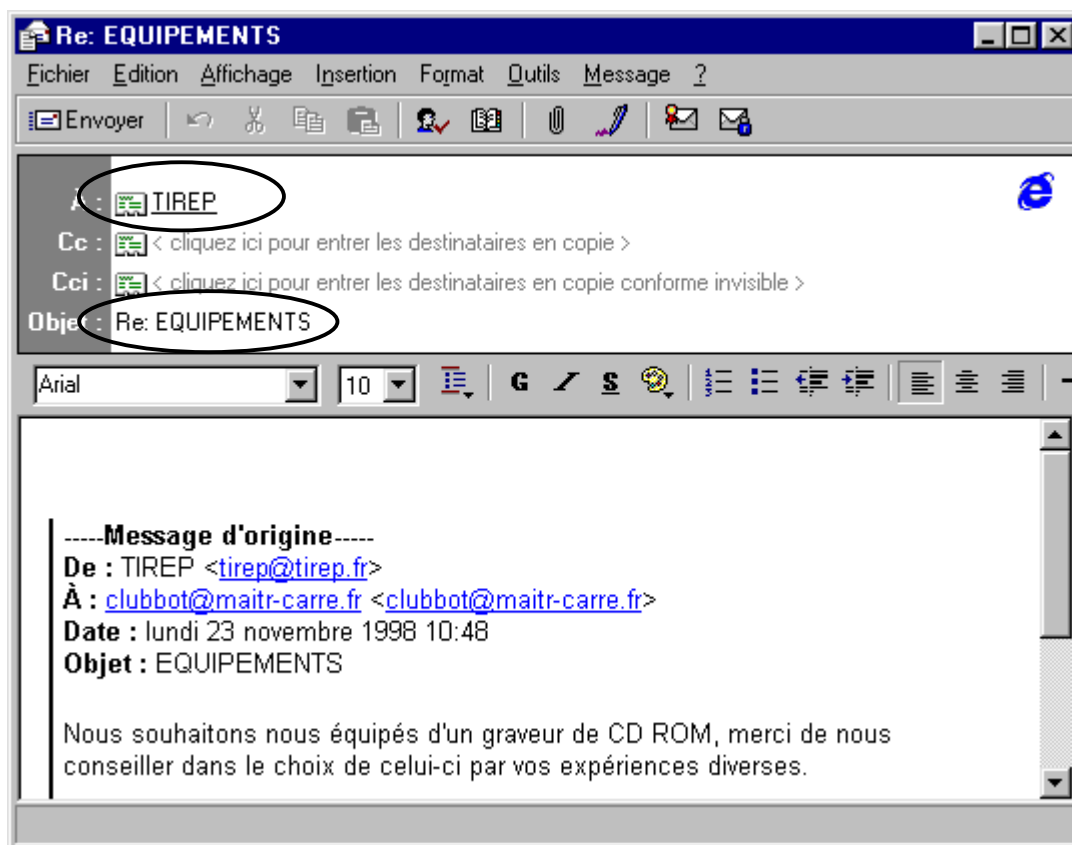 Re: EQUIPEMENTS
Fichier Edition Affichage Insertion Format Outils Message ?
Envoyer
À : TIREP
Cc : < cliquez ici pour entrer les destinataires en copie >
Cci : < cliquez ici pour entrer les destinataires en copie conforme invisible >
Objet : Re: EQUIPEMENTS
Arial 10 G I S
-----Message d'origine-----
De : TIREP <tirep@tirep.fr>
À : clubbot@maitr-carre.fr <clubbot@maitr-carre.fr>
Date : lundi 23 novembre 1998 10:48
Objet : EQUIPEMENTS
Nous souhaitons nous équipés d'un graveur de CD ROM, merci de nous
conseiller dans le choix de celui-ci par vos expériences diverses.